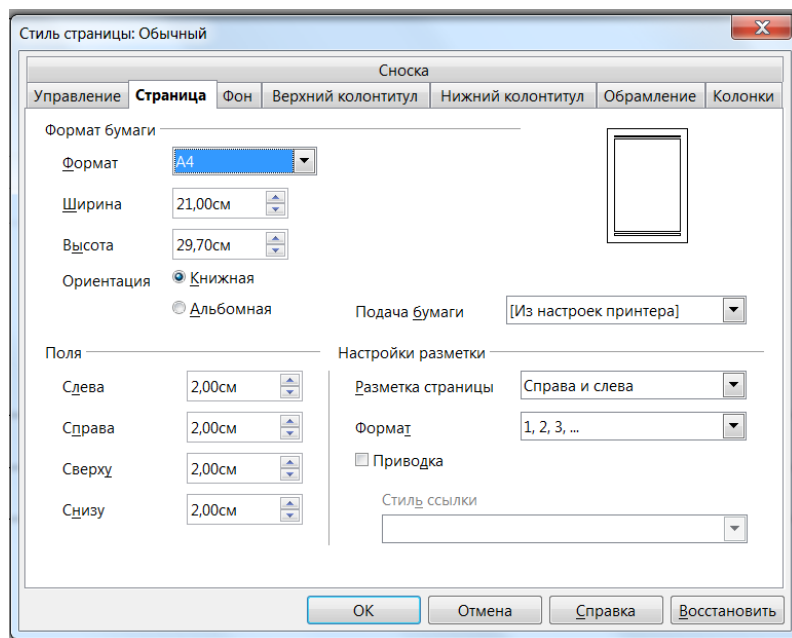 Стиль страницы: Обычный
Сноска
Управление Страница Фон Верхний колонтитул Нижний колонтитул Обрамление Колонки
Формат бумаги
Формат A4
Ширина 21,00см
Высота 29,70см
Ориентация Книжная
Альбомная
Подача бумаги [Из настроек принтера]
Поля
Слева 2,00см
Справа 2,00см
Сверху 2,00см
Снизу 2,00см
Настройки разметки
Разметка страницы Справа и слева
Формат 1, 2, 3, ...
Приводка
Стиль ссылки
OK Отмена Справка Восстановить